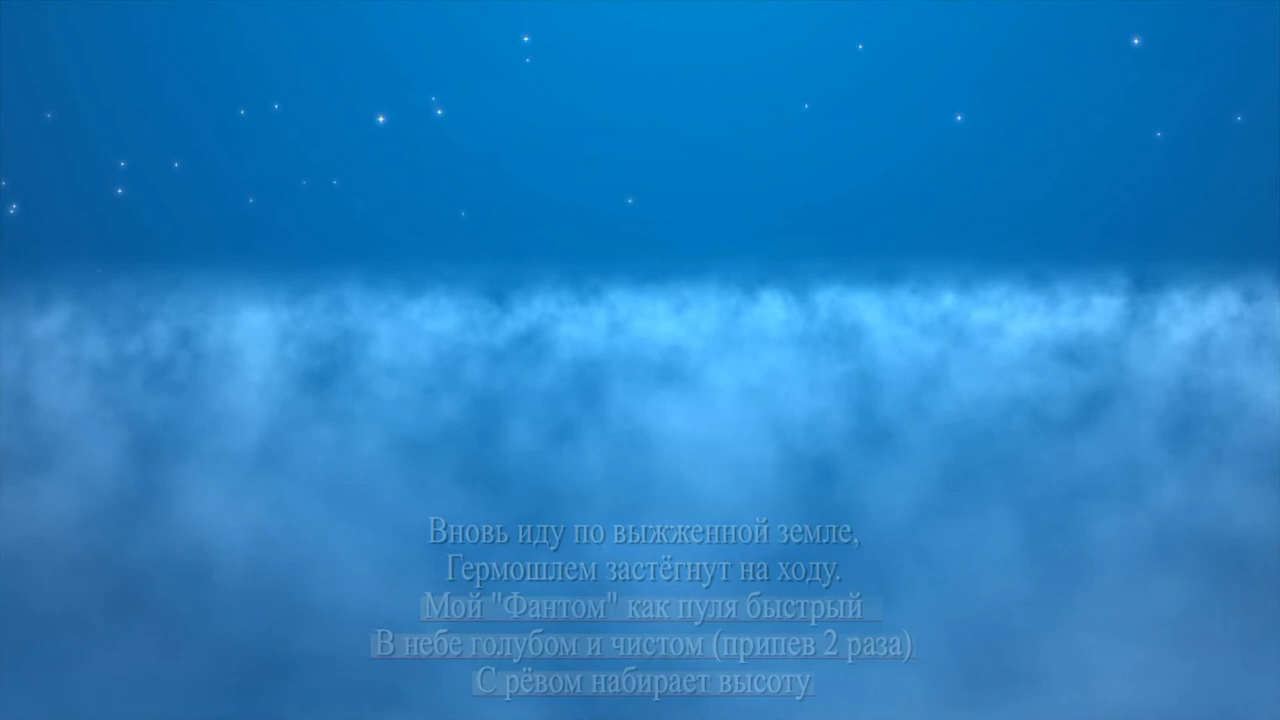 Вновь иду по выжженной земле,
Гермошлем застёгнут на ходу.
Мой "Фантом" как пуля быстрый
В небе голубом и чистом (припев 2 раза)
С рёвом набирает высоту